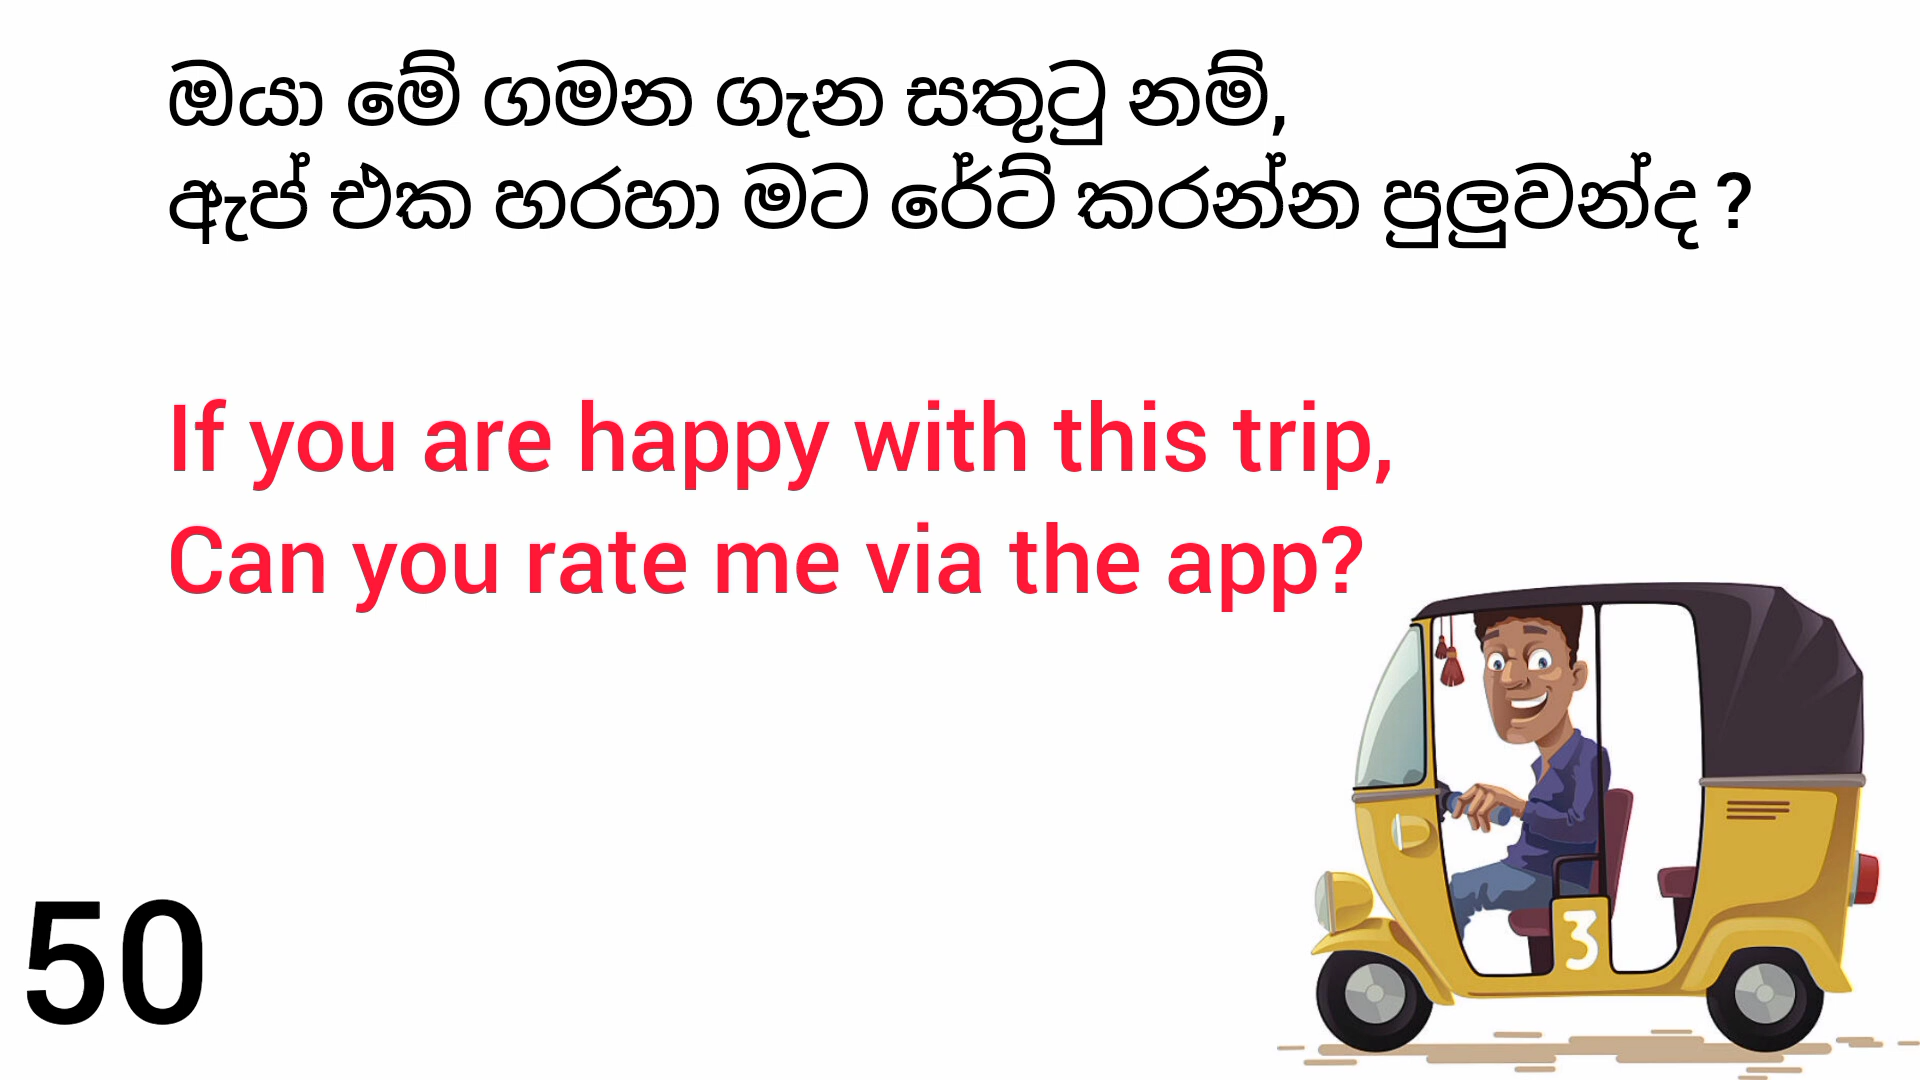 ඔයා මේ ගමන ගැන සතුටු නම්,
ඇප් එක හරහා මට රේට් කරන්න පුලුවන්ද ?
If you are happy with this trip,
Can you rate me via the app?
3
50